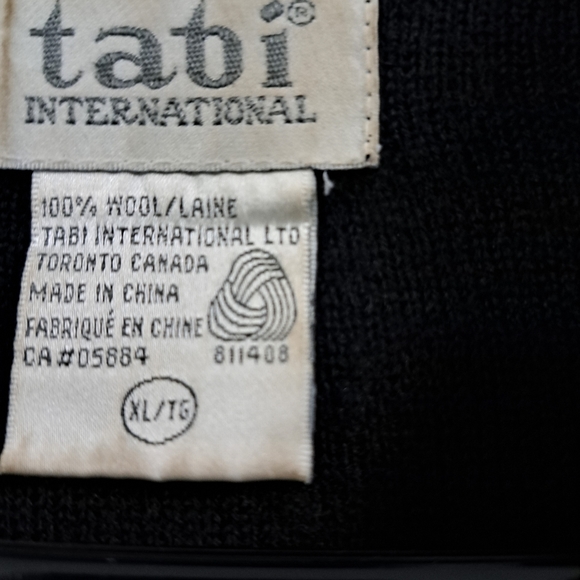 tabi®
INTERNATIONAL
100% WOOL/LAINE
TABI INTERNATIONAL LTD
TORONTO CANADA
MADE IN CHINA
FABRIQUÉ EN CHINE
CA#05884 811408
XL/TG